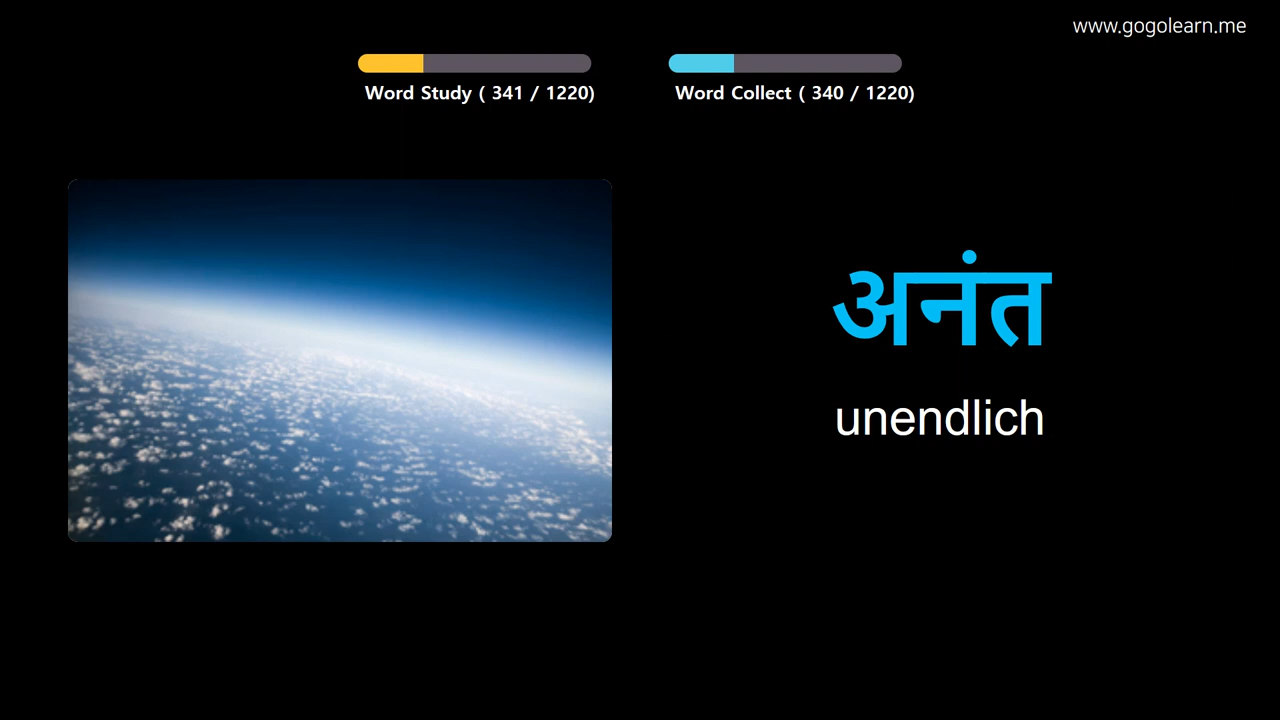 www.gogolearn.me
Word Study ( 341 / 1220)
Word Collect ( 340 / 1220)
अनंत
unendlich